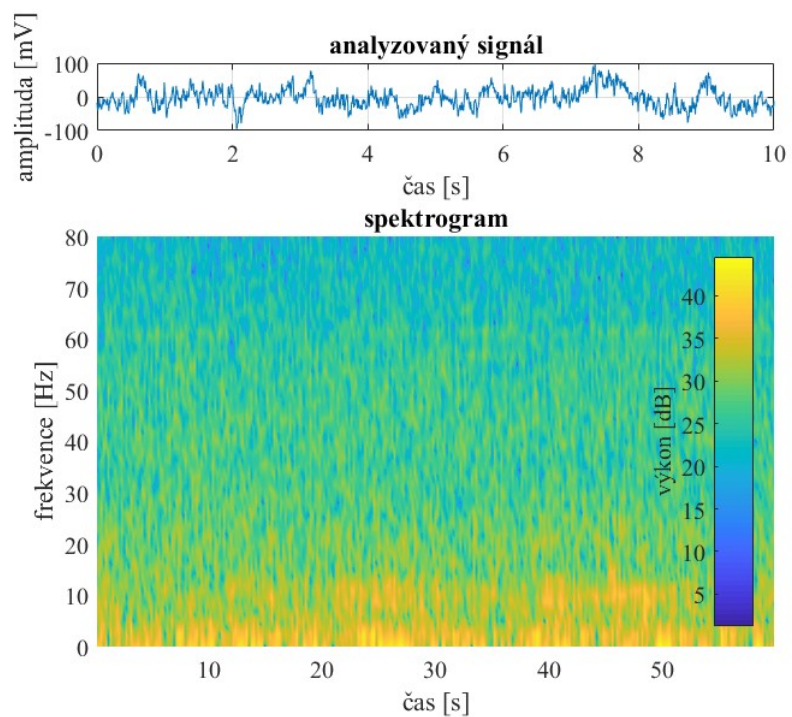 analyzovaný signál
amplituda [mV]
100
0
-100
0 2 4 6 8 10
čas [s]
spektrogram
frekvence [Hz]
80
70
60
50
40
30
20
10
0
10 20 30 40 50
čas [s]
výkon [dB]
40
35
30
25
20
15
10
5